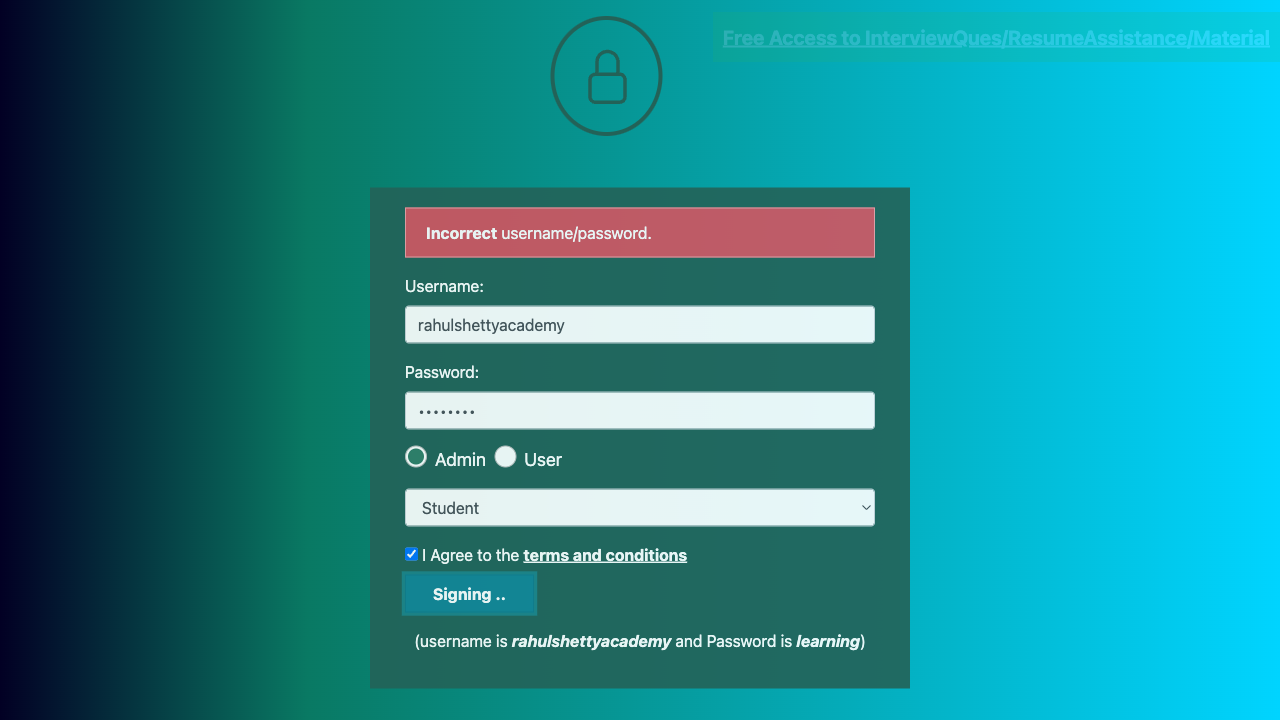 Free Access to InterviewQues/ResumeAssistance/Material
Incorrect username/password.
Username:
rahulshettyacademy
Password:
••••••••
Admin User
Student
I Agree to the terms and conditions
Signing ..
(username is rahulshettyacademy and Password is learning)